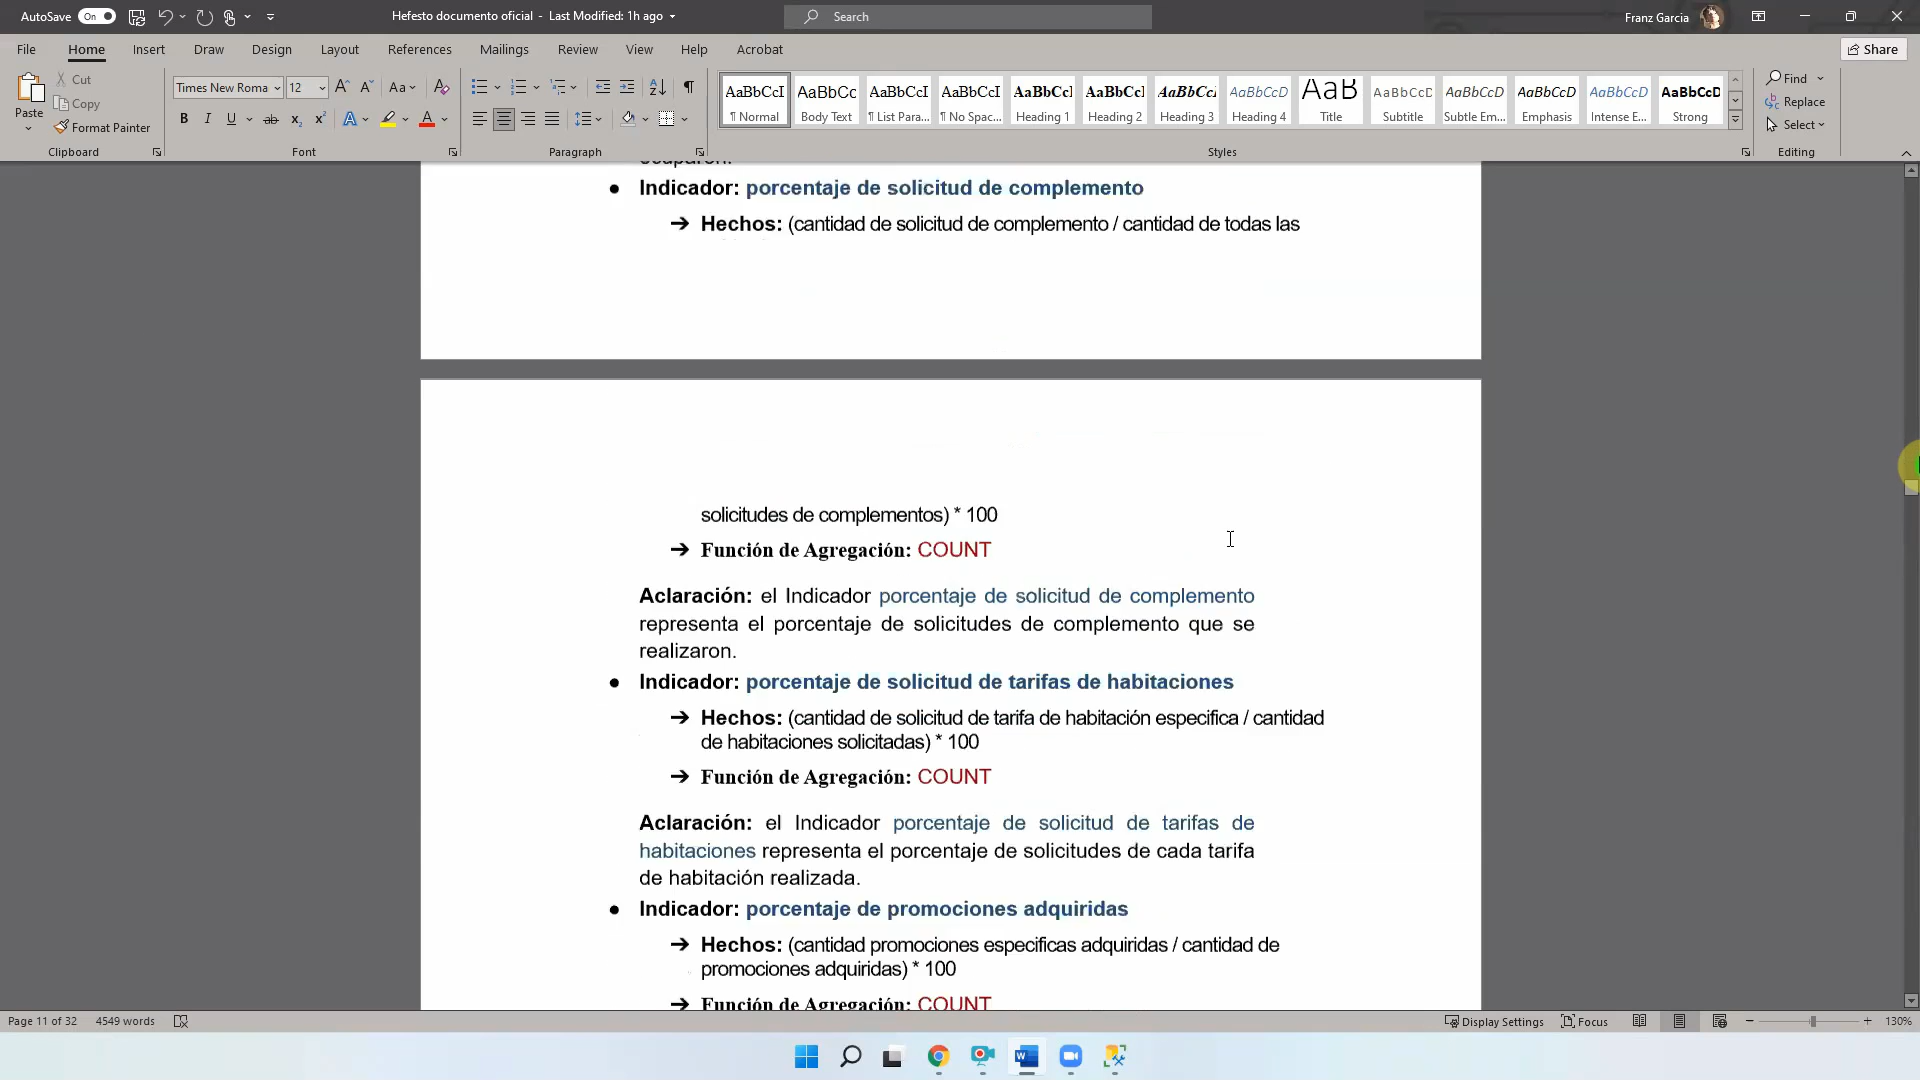 AutoSave On
Hefesto documento oficial - Last Modified: 1h ago
Search
Franz Garcia
File Home Insert Draw Design Layout References Mailings Review View Help Acrobat
Share
Paste
Cut
Copy
Format Painter
Clipboard
Times New Roma 12
Font
Paragraph
AaBbCcI AaBbCc AaBbCcI AaBbCcI AaBbCcI AaBbCcI AaBbCcI AaBbCcD AaB AaBbCcD AaBbCcD AaBbCcD AaBbCcD AaBbCcD
¶ Normal Body Text ¶ List Para... ¶ No Spac... Heading 1 Heading 2 Heading 3 Heading 4 Title Subtitle Subtle Em... Emphasis Intense E... Strong
Styles
Find
Replace
Select
Editing
● Indicador: porcentaje de solicitud de complemento
➔ Hechos: (cantidad de solicitud de complemento / cantidad de todas las
solicitudes de complementos) * 100
➔ Función de Agregación: COUNT
Aclaración: el Indicador porcentaje de solicitud de complemento
representa el porcentaje de solicitudes de complemento que se
realizaron.
● Indicador: porcentaje de solicitud de tarifas de habitaciones
➔ Hechos: (cantidad de solicitud de tarifa de habitación especifica / cantidad
de habitaciones solicitadas) * 100
➔ Función de Agregación: COUNT
Aclaración: el Indicador porcentaje de solicitud de tarifas de
habitaciones representa el porcentaje de solicitudes de cada tarifa
de habitación realizada.
● Indicador: porcentaje de promociones adquiridas
➔ Hechos: (cantidad promociones especificas adquiridas / cantidad de
promociones adquiridas) * 100
➔ Función de Agregación: COUNT
Page 11 of 32 4549 words
Display Settings Focus 130%